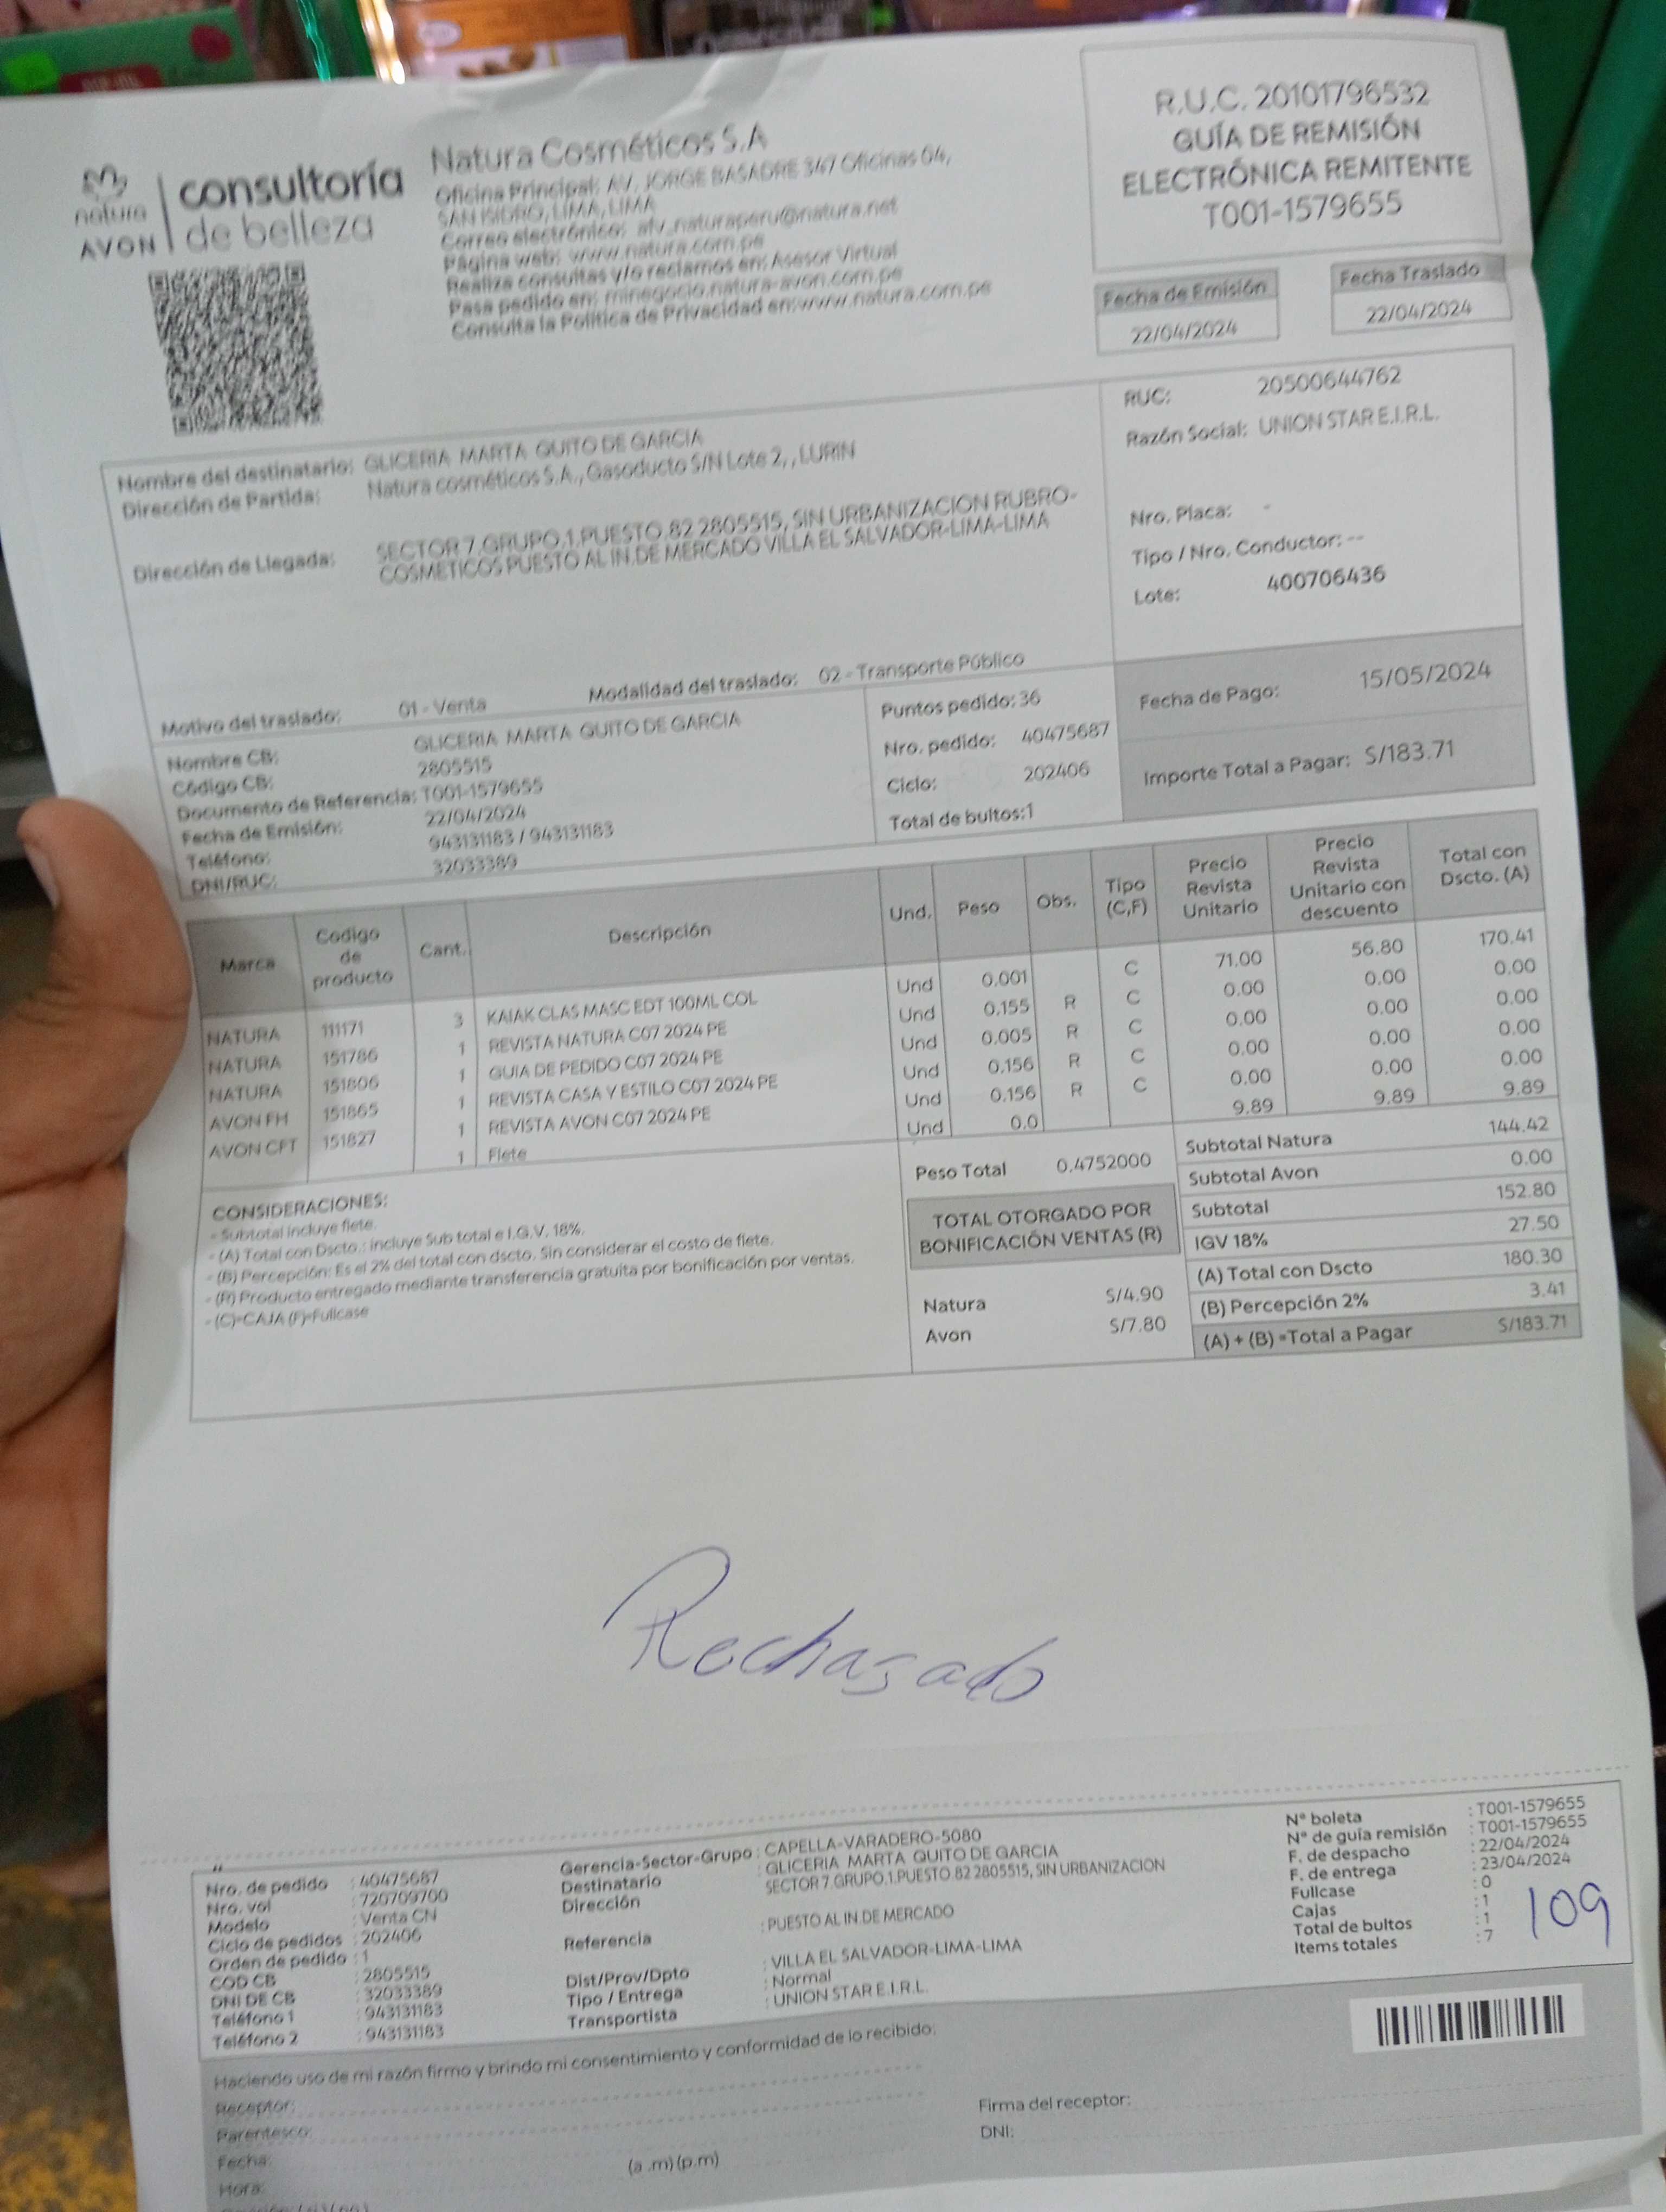 natura
AVON
consultoría
de belleza
Natura Cosméticos S.A
Oficina Principal: AV. JORGE BASADRE 347 Oficinas 04,
SAN ISIDRO, LIMA, LIMA
Correo electrónico: atv_naturaperu@natura.net
Página web: www.natura.com.pe
Realiza consultas y/o reclamos en: Asesor Virtual
Pasa pedido en: minegocio.natura-avon.com.pe
Consulta la Política de Privacidad en:www.natura.com.pe
R.U.C. 20101796532
GUÍA DE REMISIÓN
ELECTRÓNICA REMITENTE
T001-1579655
Fecha de Emisión
22/04/2024
Fecha Traslado
22/04/2024
Nombre del destinatario: GLICERIA MARTA QUITO DE GARCIA
Dirección de Partida: Natura cosméticos S.A., Gasoducto S/N Lote 2, , LURIN
Dirección de Llegada: SECTOR 7.GRUPO.1.PUESTO.82 2805515, SIN URBANIZACION RUBRO-
COSMETICOS PUESTO AL IN.DE MERCADO VILLA EL SALVADOR-LIMA-LIMA
Motivo del traslado: 01 - Venta Modalidad del traslado: 02 - Transporte Público
RUC: 20500644762
Razón Social: UNION STAR E.I.R.L.
Nro. Placa: -
Tipo / Nro. Conductor: --
Lote: 400706436
Nombre CB: GLICERIA MARTA QUITO DE GARCIA
Código CB: 2805515
Documento de Referencia: T001-1579655
Fecha de Emisión: 22/04/2024
Teléfono: 943131183 / 943131183
DNI/RUC: 32033389
Puntos pedido: 36
Nro. pedido: 40475687
Ciclo: 202406
Total de bultos:1
Fecha de Pago: 15/05/2024
Importe Total a Pagar: S/183.71
Marca Codigo de producto Cant. Descripción Und. Peso Obs. Tipo (C,F) Precio Revista Unitario Precio Revista Unitario con descuento Total con Dscto. (A)
NATURA 111171 3 KAIAK CLAS MASC EDT 100ML COL Und 0.001 C 71.00 56.80 170.41
NATURA 151786 1 REVISTA NATURA C07 2024 PE Und 0.155 R C 0.00 0.00 0.00
NATURA 151806 1 GUIA DE PEDIDO C07 2024 PE Und 0.005 R C 0.00 0.00 0.00
AVON FH 151865 1 REVISTA CASA Y ESTILO C07 2024 PE Und 0.156 R C 0.00 0.00 0.00
AVON CFT 151827 1 REVISTA AVON C07 2024 PE Und 0.156 R C 0.00 0.00 0.00
1 Flete Und 0.0 9.89 9.89 9.89
CONSIDERACIONES:
- Subtotal incluye flete.
- (A) Total con Dscto.: incluye Sub total e I.G.V. 18%.
- (B) Percepción: Es el 2% del total con dscto. Sin considerar el costo de flete.
- (R) Producto entregado mediante transferencia gratuita por bonificación por ventas.
- (C)=CAJA (F)=Fullcase
Peso Total 0.4752000
TOTAL OTORGADO POR
BONIFICACIÓN VENTAS (R)
Natura S/4.90
Avon S/7.80
Subtotal Natura 144.42
Subtotal Avon 0.00
Subtotal 152.80
IGV 18% 27.50
(A) Total con Dscto 180.30
(B) Percepción 2% 3.41
(A) + (B) =Total a Pagar S/183.71
Rechasado
Nro. de pedido : 40475687
Nro. vol : 720709700
Modelo : Venta CN
Ciclo de pedidos : 202406
Orden de pedido : 1
COD CB : 2805515
DNI DE CB : 32033389
Teléfono 1 : 943131183
Teléfono 2 : 943131183
Gerencia-Sector-Grupo : CAPELLA-VARADERO-5080
Destinatario : GLICERIA MARTA QUITO DE GARCIA
Dirección SECTOR 7.GRUPO.1.PUESTO.82 2805515, SIN URBANIZACION
Referencia : PUESTO AL IN.DE MERCADO
Dist/Prov/Dpto : VILLA EL SALVADOR-LIMA-LIMA
Tipo / Entrega : Normal
Transportista : UNION STAR E.I.R.L.
N° boleta : T001-1579655
N° de guía remisión : T001-1579655
F. de despacho : 22/04/2024
F. de entrega : 23/04/2024
Fullcase : 0
Cajas : 1
Total de bultos : 1
Items totales : 7
109
Haciendo uso de mi razón firmo y brindo mi consentimiento y conformidad de lo recibido:
Receptor:
Parentesco:
Fecha:
Hora: (a .m) (p.m)
Firma del receptor:
DNI: